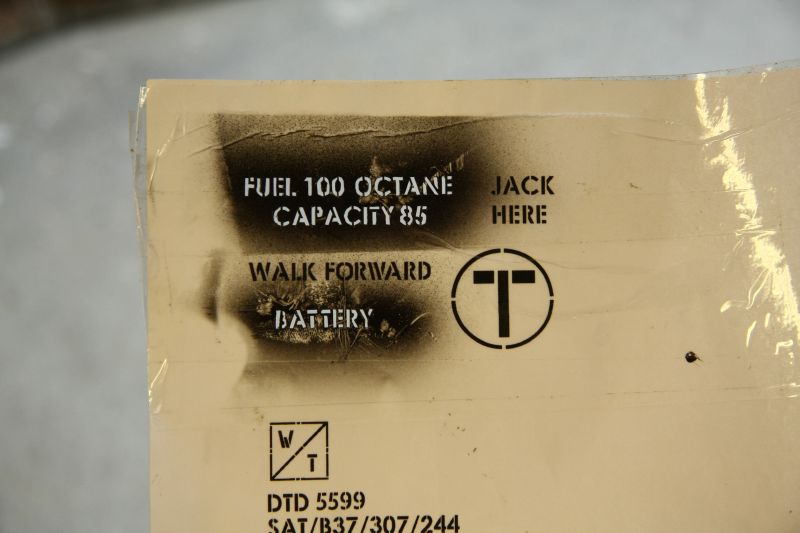 FUEL 100 OCTANE
CAPACITY 85
JACK
HERE
WALK FORWARD
BATTERY
T
W
T
DTD 5599
SAT/B37/307/244